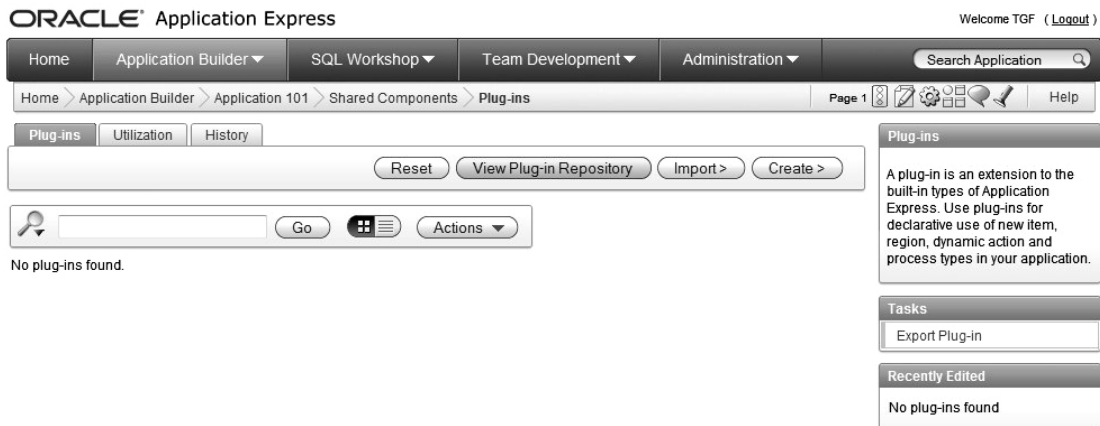 ORACLE Application Express
Welcome TGF ( Logout )
Home Application Builder SQL Workshop Team Development Administration
Search Application
Home Application Builder Application 101 Shared Components Plug-ins
Page 1
Help
Plug-ins Utilization History
Reset View Plug-in Repository Import > Create >
Go Actions
No plug-ins found.
Plug-ins
A plug-in is an extension to the
built-in types of Application
Express. Use plug-ins for
declarative use of new item,
region, dynamic action and
process types in your application.
Tasks
Export Plug-in
Recently Edited
No plug-ins found